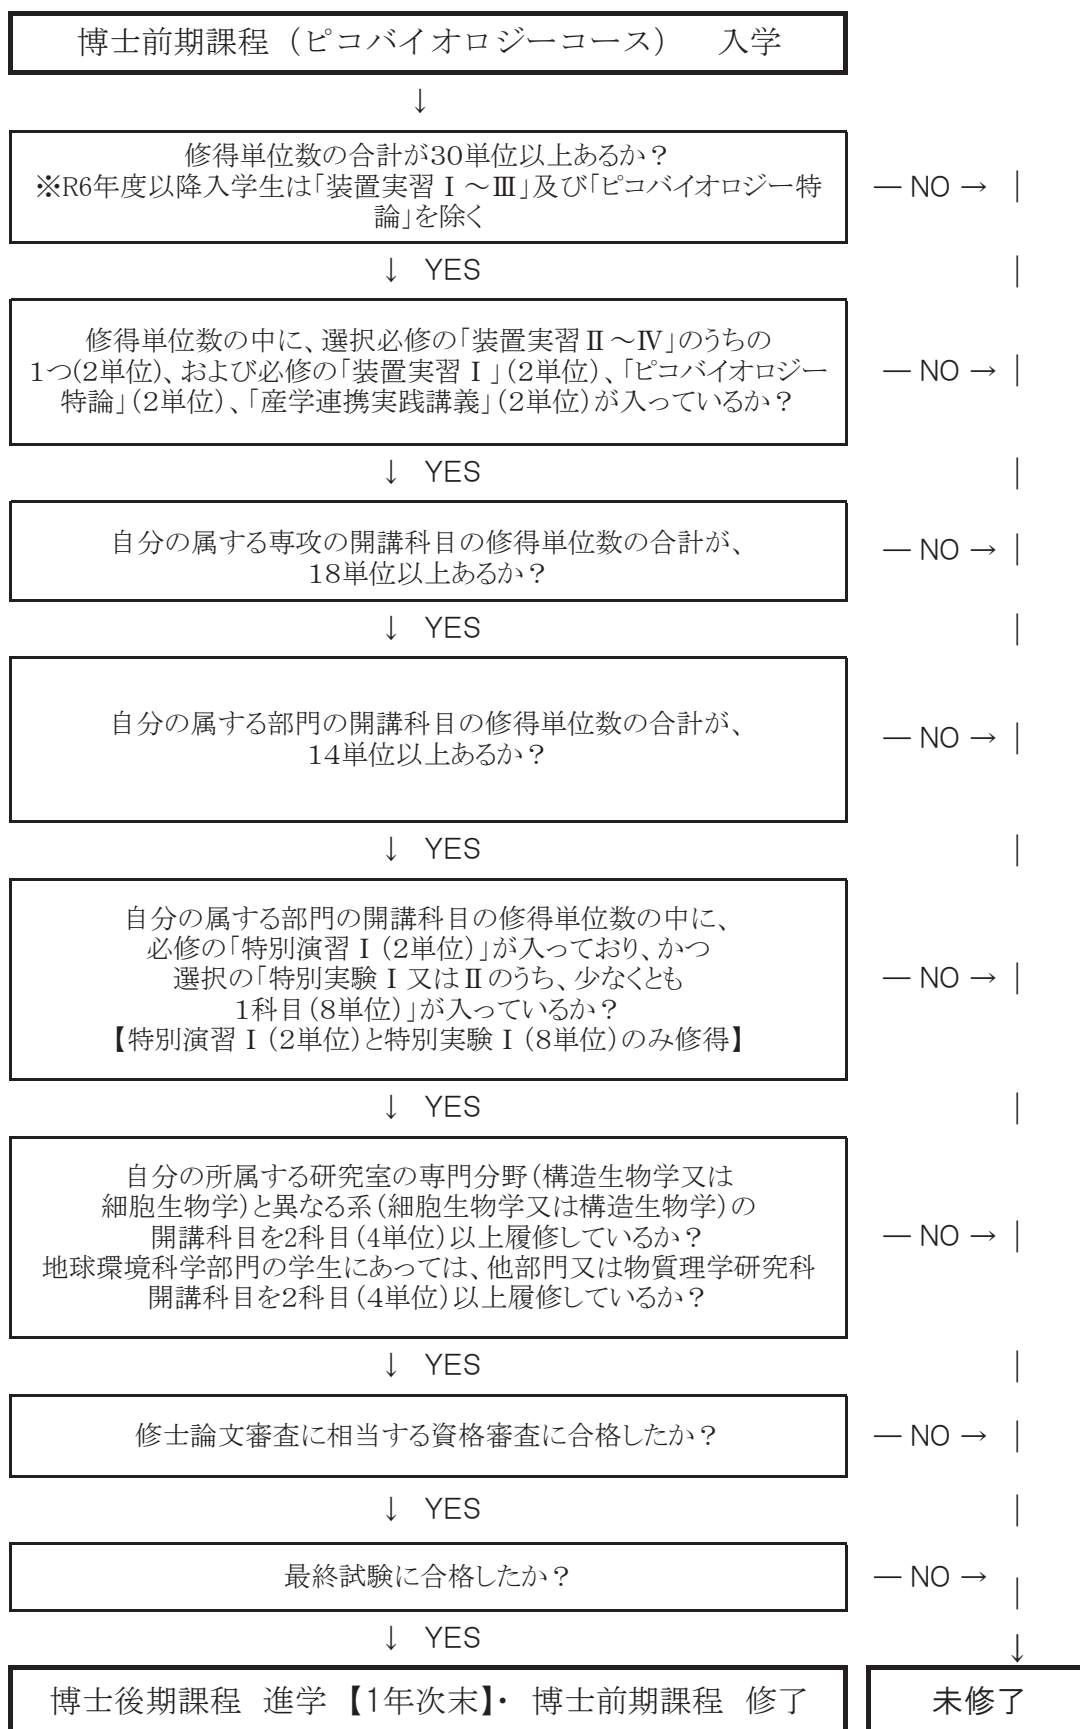 博士前期課程（ピコバイオロジーコース）　入学
↓
修得単位数の合計が30単位以上あるか？
※R6年度以降入学生は「装置実習Ⅰ～Ⅲ」及び「ピコバイオロジー特
論」を除く
― NO → ｜
↓ YES ｜
修得単位数の中に、選択必修の「装置実習Ⅱ～Ⅳ」のうちの
1つ(2単位)、および必修の「装置実習Ⅰ」(2単位)、「ピコバイオロジー
特論」(2単位)、「産学連携実践講義」(2単位)が入っているか？
― NO → ｜
↓ YES ｜
自分の属する専攻の開講科目の修得単位数の合計が、
18単位以上あるか？
― NO → ｜
↓ YES ｜
自分の属する部門の開講科目の修得単位数の合計が、
14単位以上あるか？
― NO → ｜
↓ YES ｜
自分の属する部門の開講科目の修得単位数の中に、
必修の「特別演習Ⅰ(2単位)」が入っており、かつ
選択の「特別実験Ⅰ又はⅡのうち、少なくとも
1科目(8単位)」が入っているか？
【特別演習Ⅰ(2単位)と特別実験Ⅰ(8単位)のみ修得】
― NO → ｜
↓ YES ｜
自分の所属する研究室の専門分野(構造生物学又は
細胞生物学)と異なる系(細胞生物学又は構造生物学)の
開講科目を2科目(4単位)以上履修しているか？
地球環境科学部門の学生にあっては、他部門又は物質理学研究科
開講科目を2科目(4単位)以上履修しているか？
― NO → ｜
↓ YES ｜
修士論文審査に相当する資格審査に合格したか？
― NO → ｜
↓ YES ｜
最終試験に合格したか？
― NO → ｜
↓ YES ↓
博士後期課程 進学【1年次末】・ 博士前期課程 修了
未修了